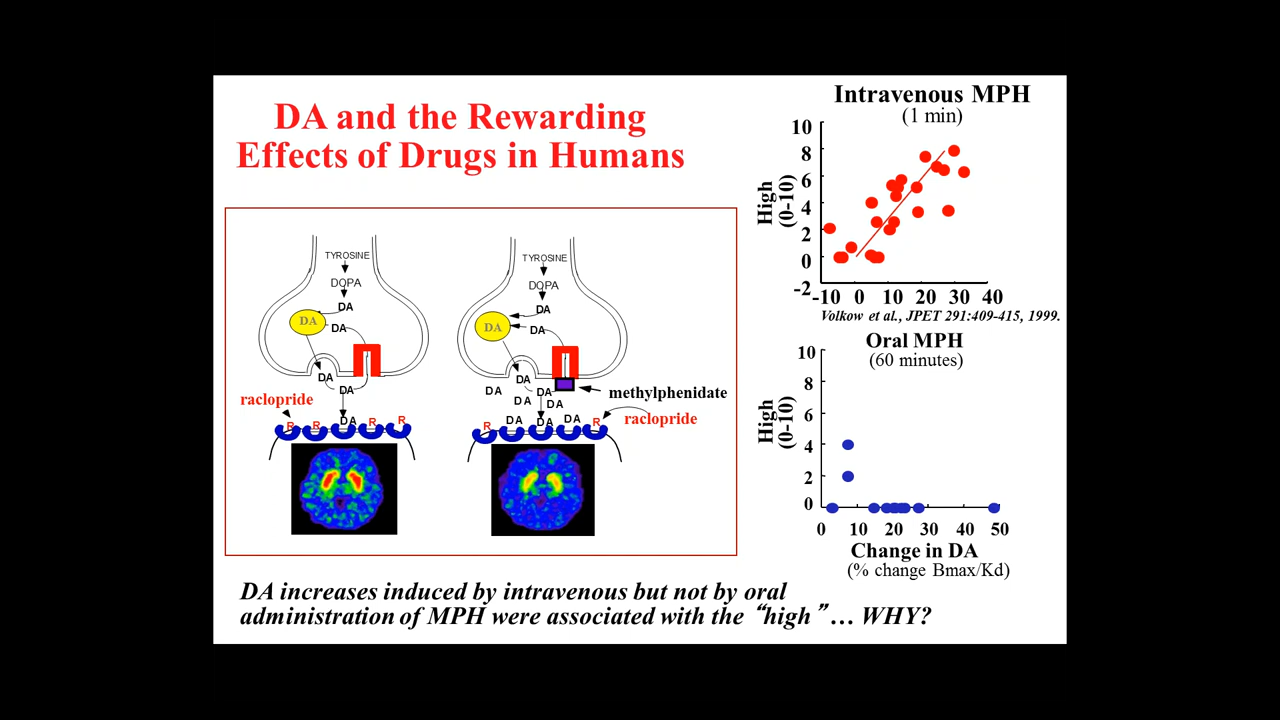 DA and the Rewarding
Effects of Drugs in Humans
TYROSINE
DOPA
DA
DA
DA
DA
DA
raclopride
R
R
DA
R
R
TYROSINE
DOPA
DA
DA
DA
DA
DA
DA
DA
DA
methylphenidate
raclopride
R
DA
DA
DA
R
Intravenous MPH
(1 min)
High
(0-10)
10
8
6
4
2
0
-2
-10 0 10 20 30 40
Volkow et al., JPET 291:409-415, 1999.
Oral MPH
(60 minutes)
High
(0-10)
10
8
6
4
2
0
0 10 20 30 40 50
Change in DA
(% change Bmax/Kd)
DA increases induced by intravenous but not by oral
administration of MPH were associated with the “high”… WHY?